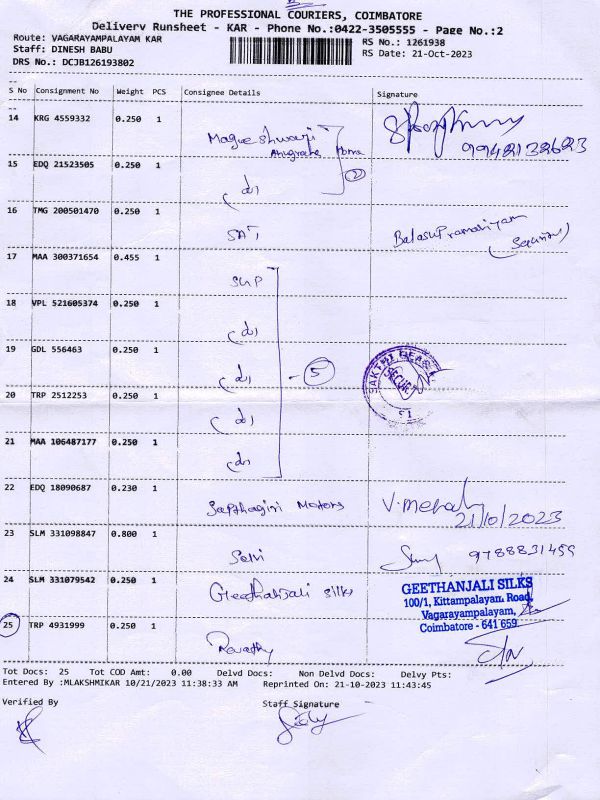 THE PROFESSIONAL COURIERS, COIMBATORE
Delivery Runsheet - KAR - Phone No.:0422-3505555 - Page No.:2
Route: VAGARAYAMPALAYAM KAR
RS No.: 1261938
Staff: DINESH BABU
RS Date: 21-Oct-2023
DRS No.: DCJB126193802
S No Consignment No Weight PCS Consignee Details Signature
14 KRG 4559332 0.250 1
Mageshwari
Home
9942132623
15 EDQ 21523505 0.250 1
2
16 TMG 200501470 0.250 1
17 MAA 300371654 0.455 1
SUP
18 VPL 521605374 0.250 1
19 GDL 556463 0.250 1
- 5
20 TRP 2512253 0.250 1
21 MAA 106487177 0.250 1
22 EDQ 18090687 0.230 1
Sapthagiri Motors
21/10/2023
23 SLM 331098847 0.800 1
Selvi
24 SLM 331079542 0.250 1
Geethanjali silks
GEETHANJALI SILKS
100/1, Kittampalayam Road,
Vagarayampalayam,
Coimbatore - 641 659.
25 TRP 4931999 0.250 1
Revathy
Tot Docs: 25 Tot COD Amt: 0.00 Delvd Docs: Non Delvd Docs: Delvy Pts:
Entered By :MLAKSHMIKAR 10/21/2023 11:38:33 AM Reprinted On: 21-10-2023 11:43:45
Verified By
Staff Signature